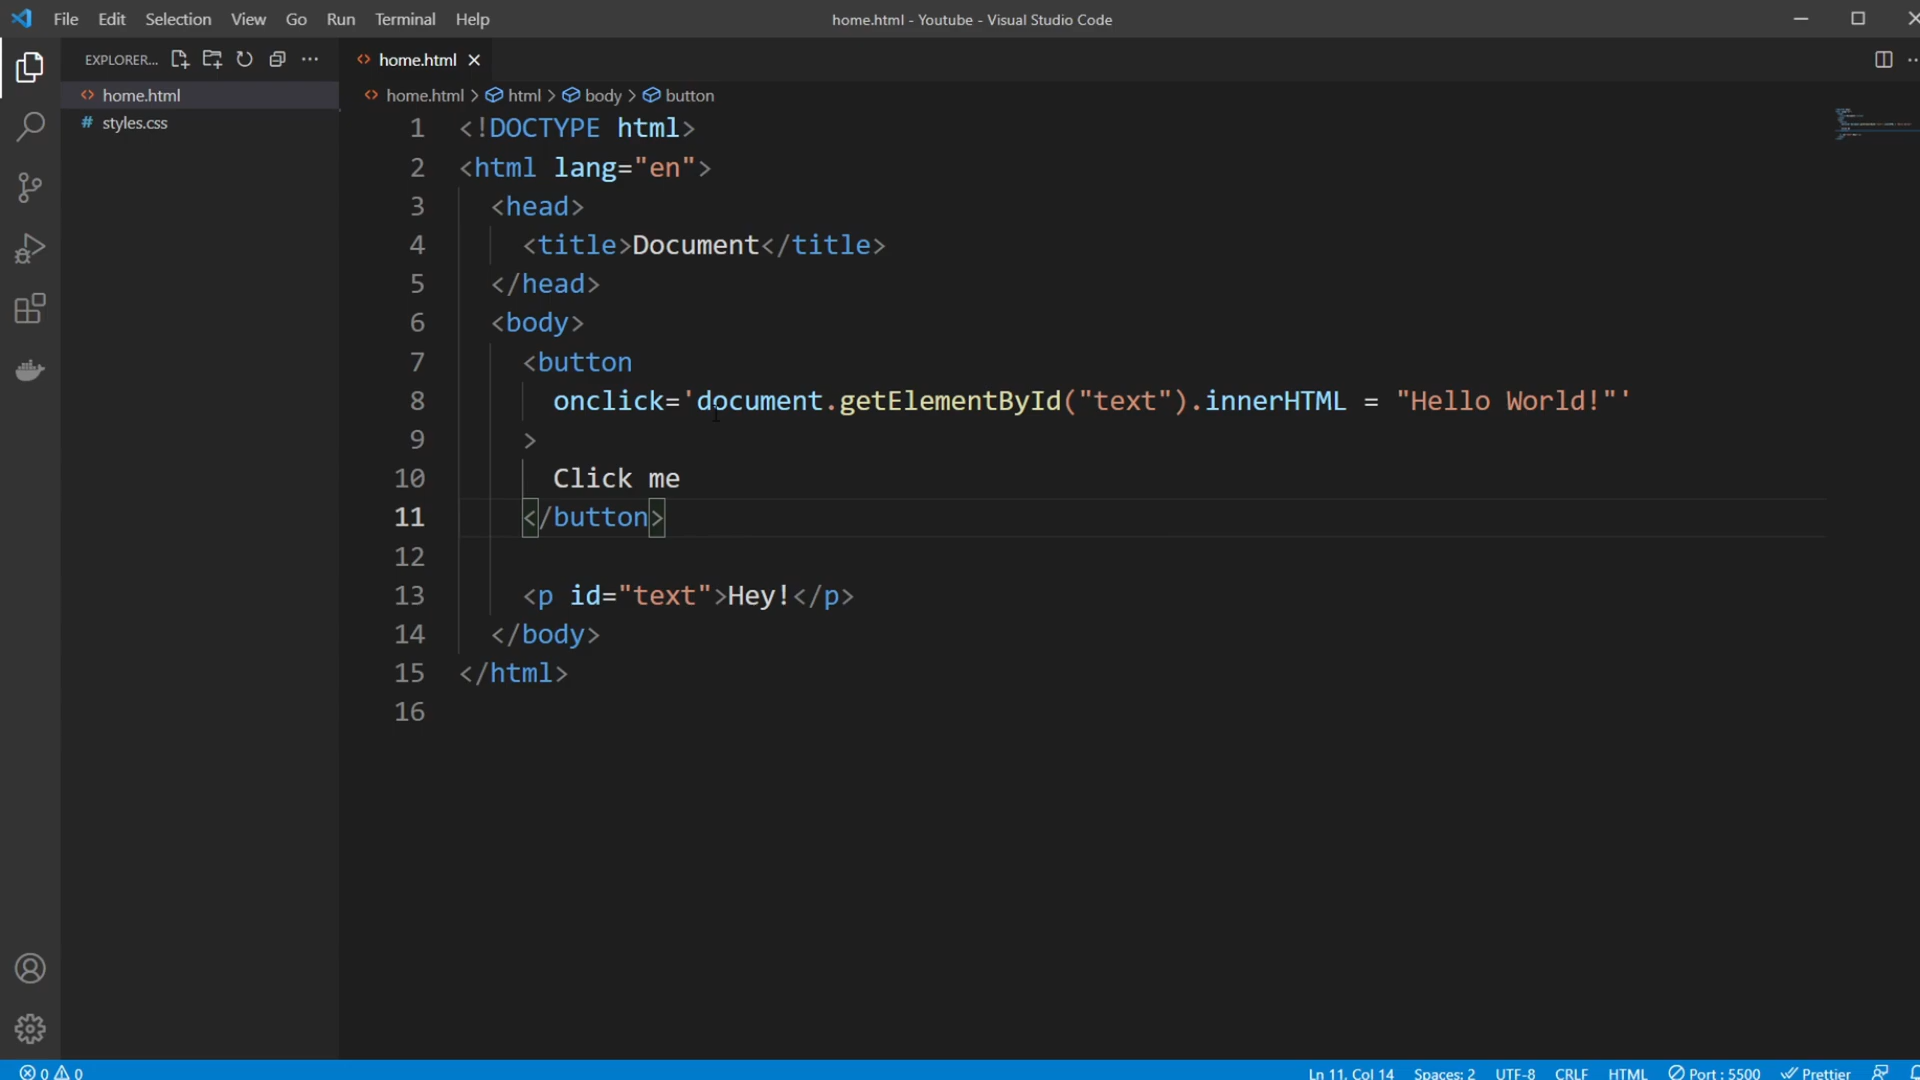 File Edit Selection View Go Run Terminal Help
home.html - Youtube - Visual Studio Code
EXPLORER...
home.html
styles.css
home.html
home.html > html > body > button
1 <!DOCTYPE html>
2 <html lang="en">
3 <head>
4 <title>Document</title>
5 </head>
6 <body>
7 <button
8 onclick='document.getElementById("text").innerHTML = "Hello World!"'
9 >
10 Click me
11 </button>
12
13 <p id="text">Hey!</p>
14 </body>
15 </html>
16
0 0 Ln 11, Col 14 Spaces: 2 UTF-8 CRLF HTML Port : 5500 Prettier